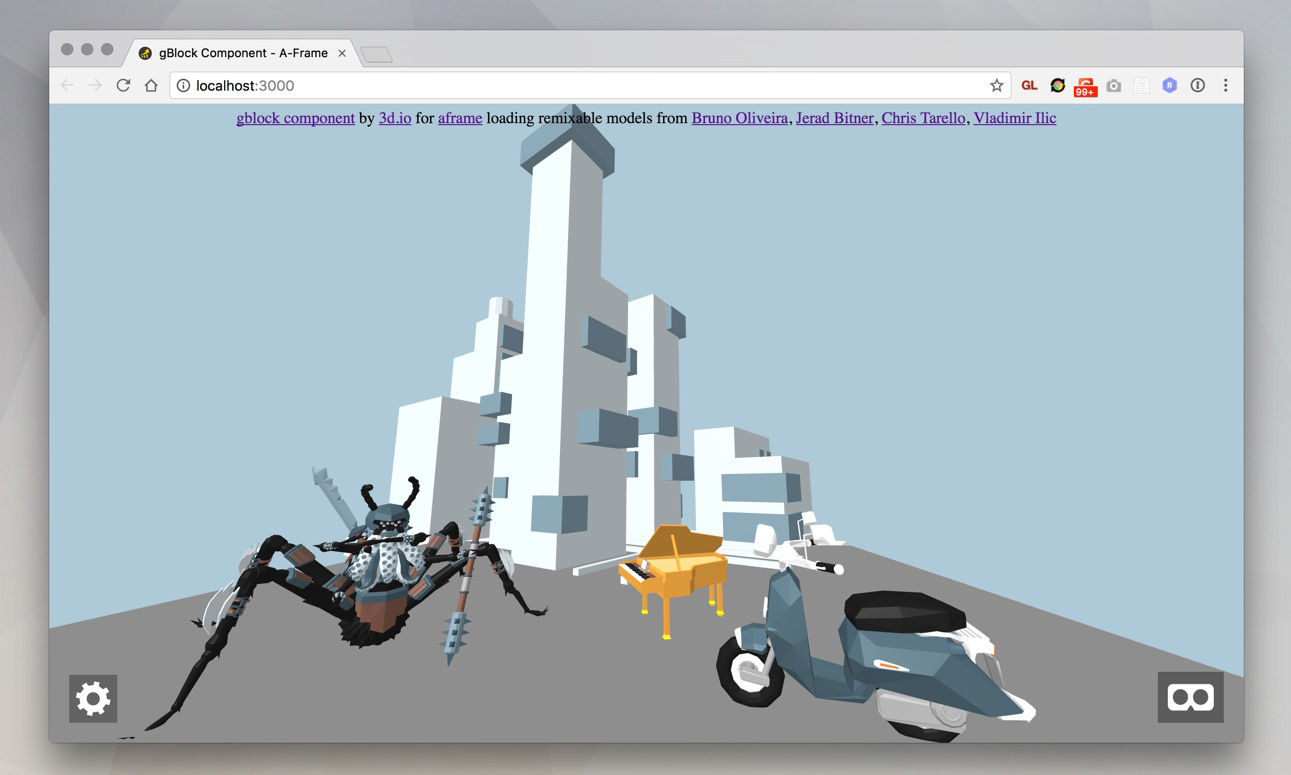 gBlock Component - A-Frame
localhost:3000
GL
99+
R
gblock component by 3d.io for aframe loading remixable models from Bruno Oliveira, Jerad Bitner, Chris Tarello, Vladimir Ilic